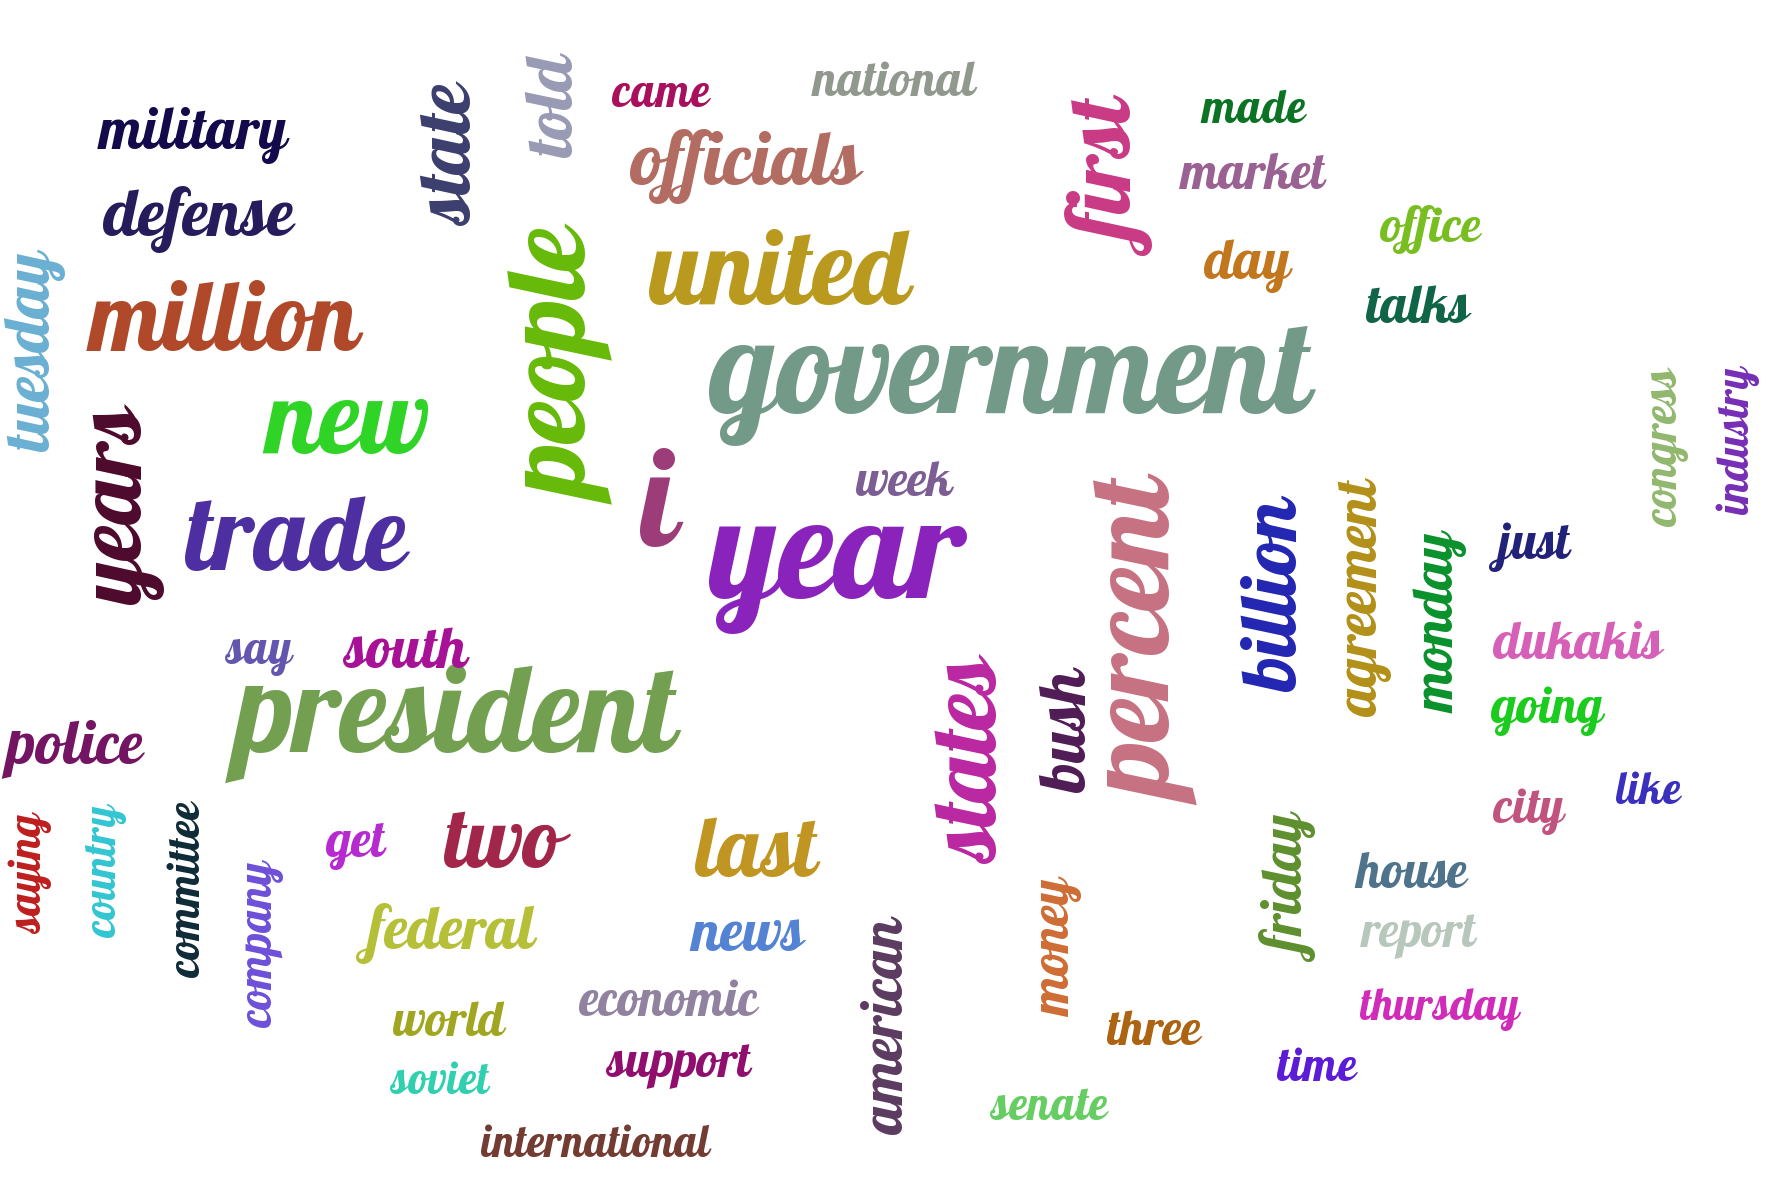 told
came
national
state
military
officials
first
made
market
defense
office
people
united
day
talks
tuesday
million
government
congress
industry
new
years
i
week
trade
year
percent
billion
agreement
monday
just
say
south
dukakis
president
states
bush
going
police
like
saying
country
committee
company
get
two
last
city
friday
house
federal
news
american
money
report
world
economic
three
thursday
soviet
support
time
senate
international